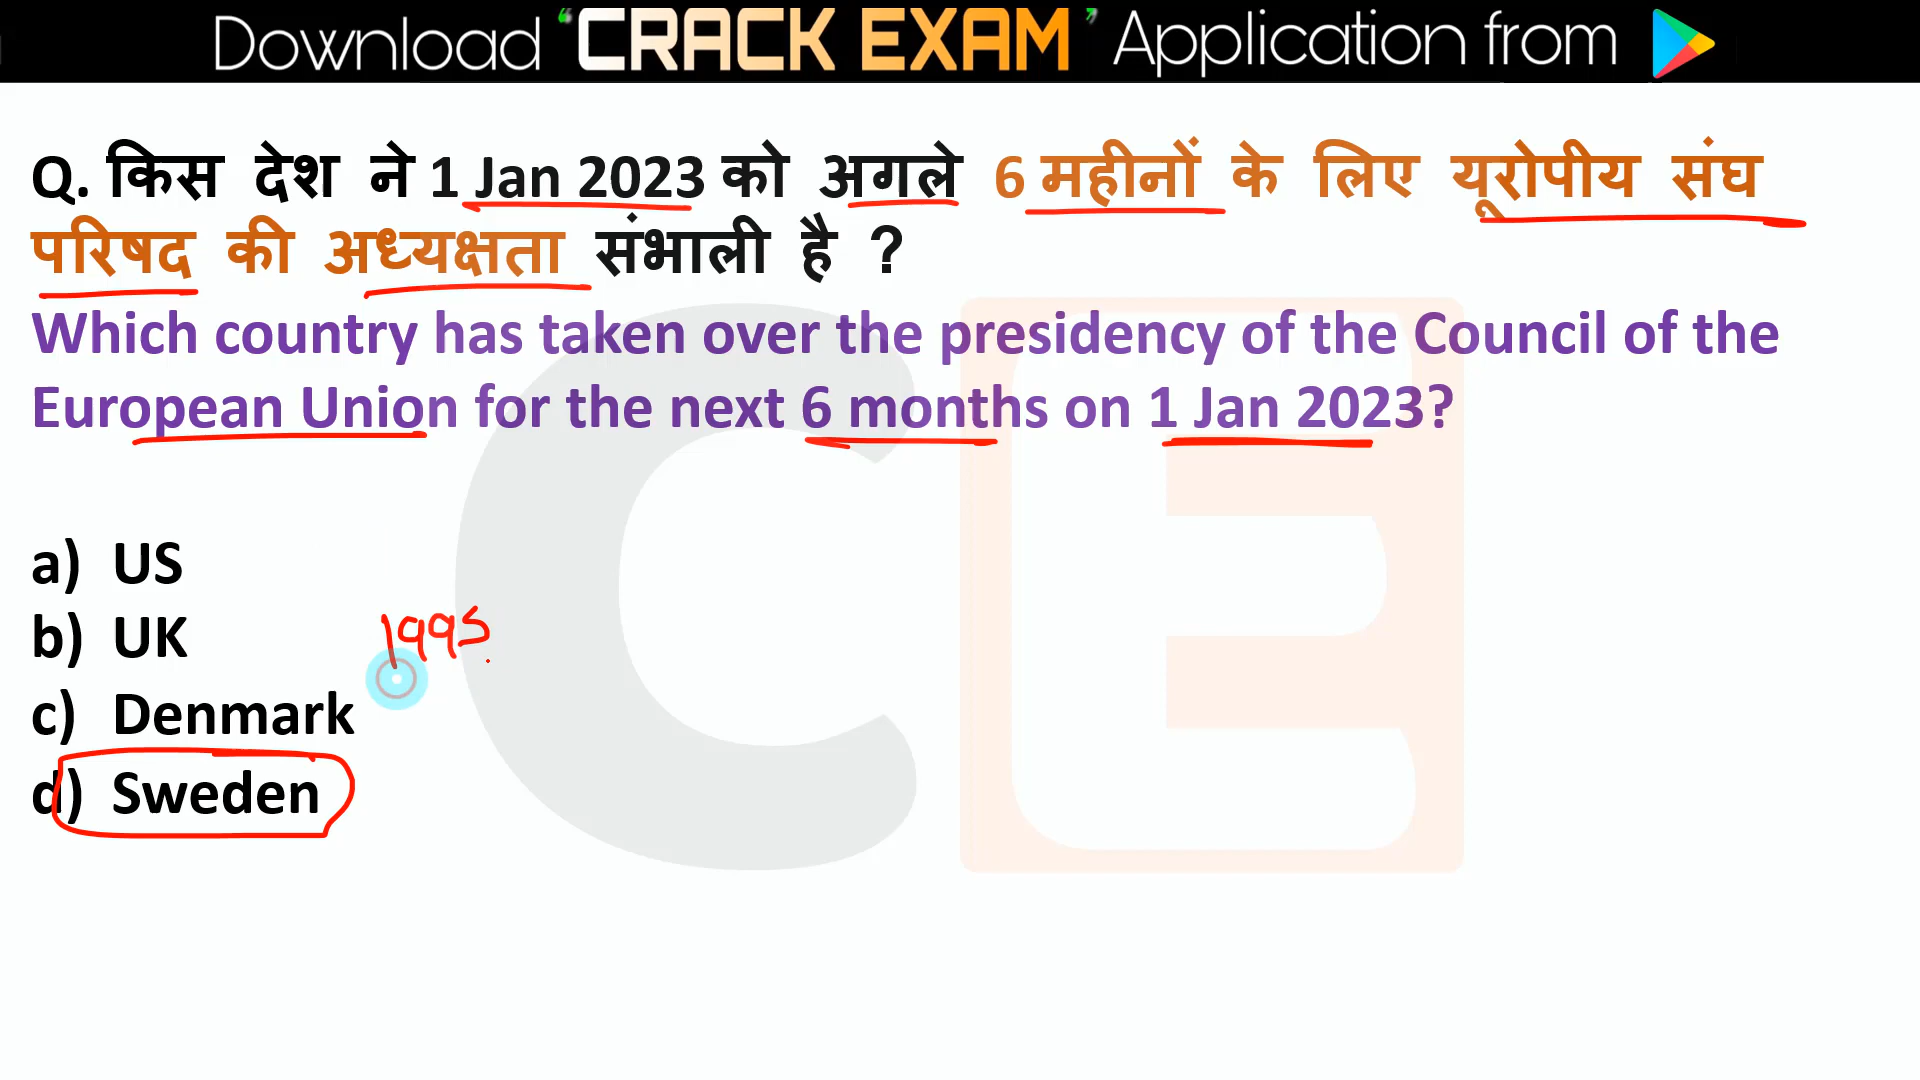 Download ‘CRACK EXAM’ Application from
Q. किस देश ने 1 Jan 2023 को अगले 6 महीनों के लिए यूरोपीय संघ
परिषद की अध्यक्षता संभाली है ?
Which country has taken over the presidency of the Council of the
European Union for the next 6 months on 1 Jan 2023?
a) US
b) UK
1995
c) Denmark
d) Sweden
CE